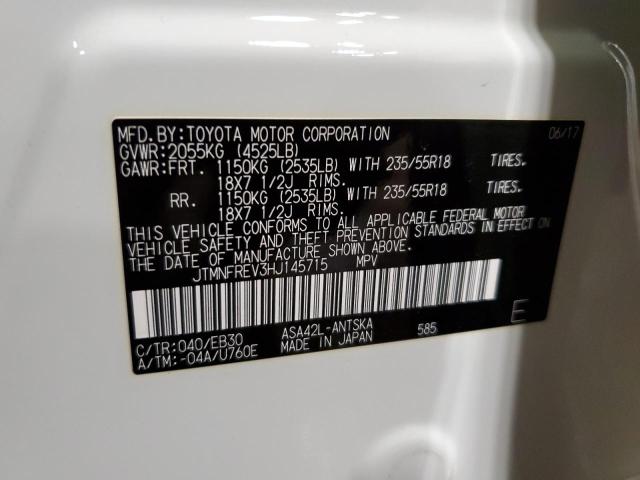 MFD.BY:TOYOTA MOTOR CORPORATION 06/17
GVWR:2055KG (4525LB)
GAWR:FRT. 1150KG (2535LB) WITH 235/55R18 TIRES.
18X7 1/2J RIMS.
RR. 1150KG (2535LB) WITH 235/55R18 TIRES.
18X7 1/2J RIMS.
THIS VEHICLE CONFORMS TO ALL APPLICABLE FEDERAL MOTOR
VEHICLE SAFETY AND THEFT PREVENTION STANDARDS IN EFFECT ON
THE DATE OF MANUFACTURE SHOWN ABOVE.
JTMNFREV3HJ145715 MPV
C/TR:040/EB30 ASA42L-ANTSKA 585 E
A/TM:-04A/U760E MADE IN JAPAN